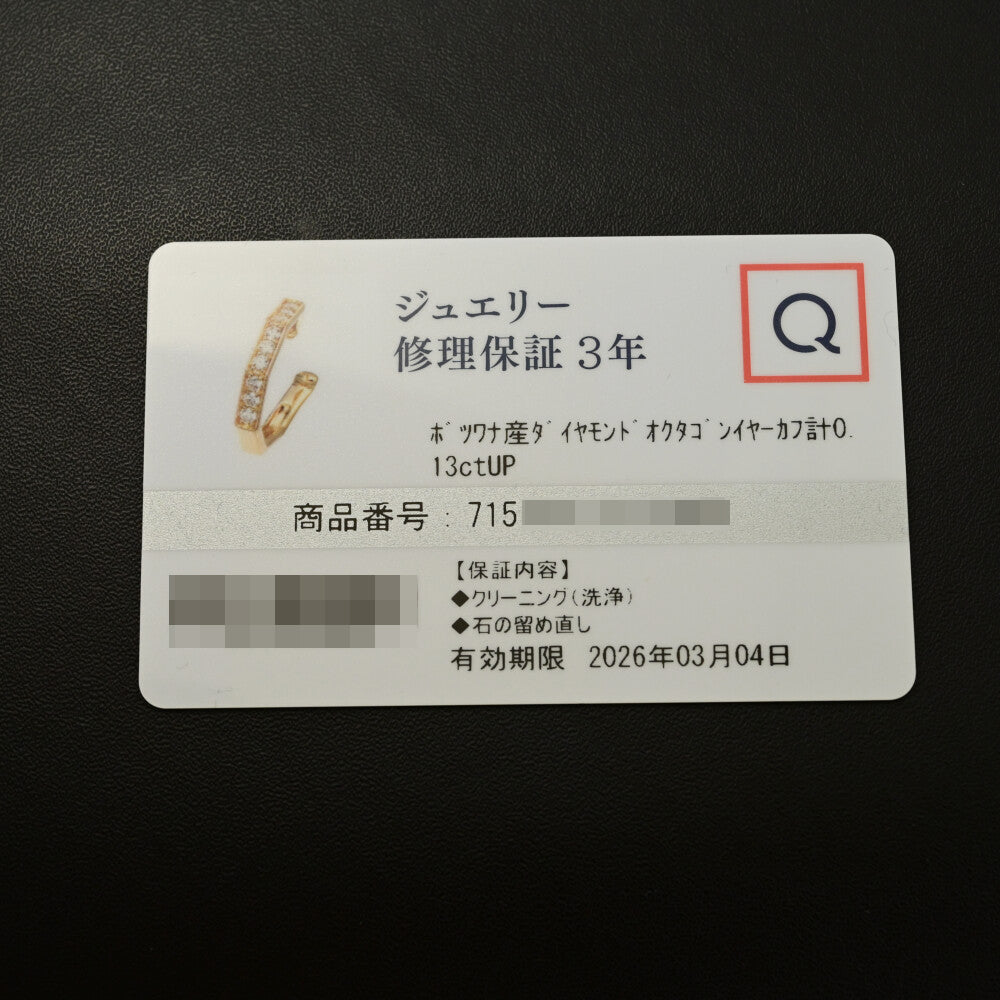 ジュエリー
修理保証3年
Q
ﾎﾞﾂﾜﾅ産ﾀﾞｲﾔﾓﾝﾄﾞｵｸﾀｺﾞﾝｲﾔｰｶﾌ計0.
13ctUP
商品番号 : 715
【保証内容】
◆クリーニング(洗浄)
◆石の留め直し
有効期限 2026年03月04日